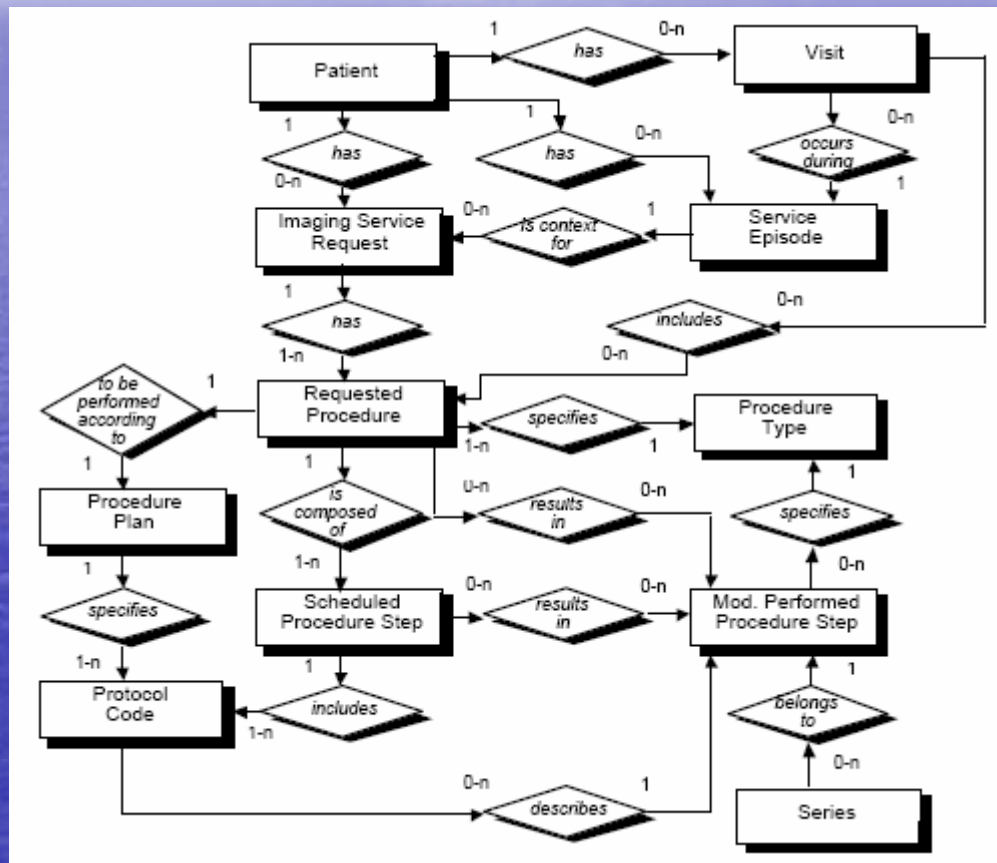 1
0-n
has
Patient
Visit
1
1
0-n
0-n
has
has
occurs
during
0-n
0-n
1
1
Imaging Service
Request
is context
for
Service
Episode
1
0-n
has
includes
1-n
0-n
to be
performed
according
to
1
Requested
Procedure
specifies
Procedure
Type
1-n
1
1
1
1
Procedure
Plan
is
composed
of
0-n
results
in
0-n
specifies
1
1-n
0-n
0-n
0-n
specifies
Scheduled
Procedure Step
results
in
Mod. Performed
Procedure Step
1-n
1
1
Protocol
Code
includes
belongs
to
1-n
0-n
1
0-n
describes
Series